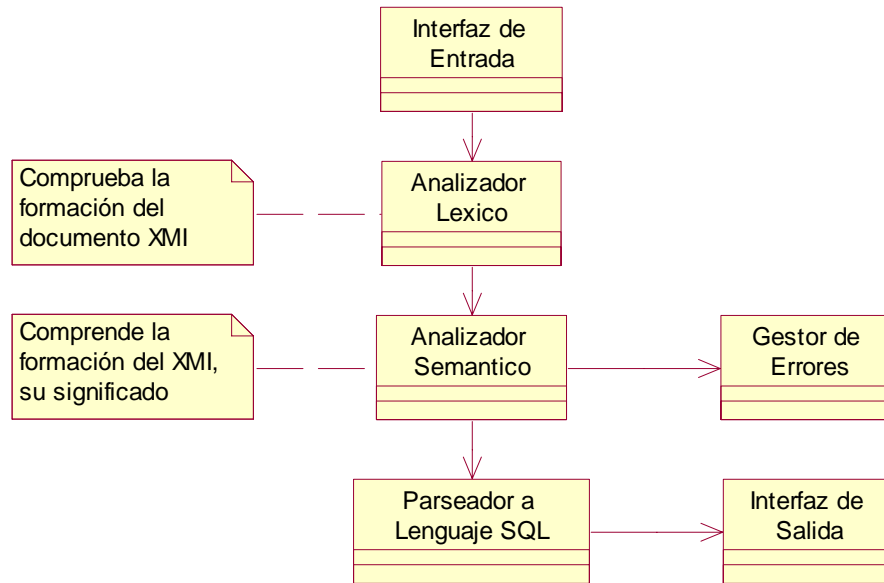 Interfaz de
Entrada
Comprueba la
formación del
documento XMI
Analizador
Lexico
Comprende la
formación del XMI,
su significado
Analizador
Semantico
Gestor de
Errores
Parseador a
Lenguaje SQL
Interfaz de
Salida